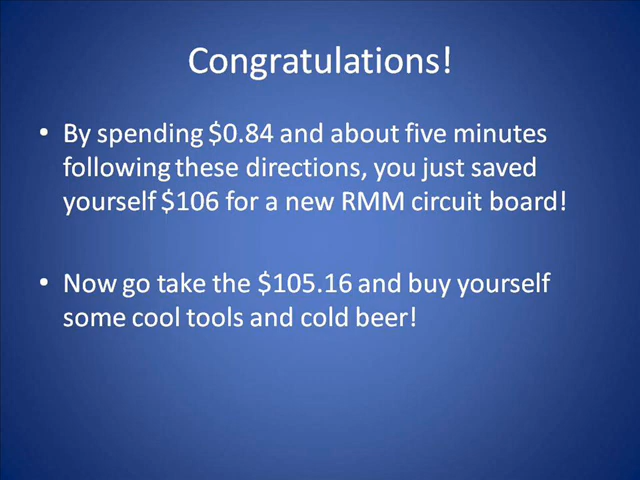 Congratulations!
• By spending $0.84 and about five minutes
following these directions, you just saved
yourself $106 for a new RMM circuit board!
• Now go take the $105.16 and buy yourself
some cool tools and cold beer!